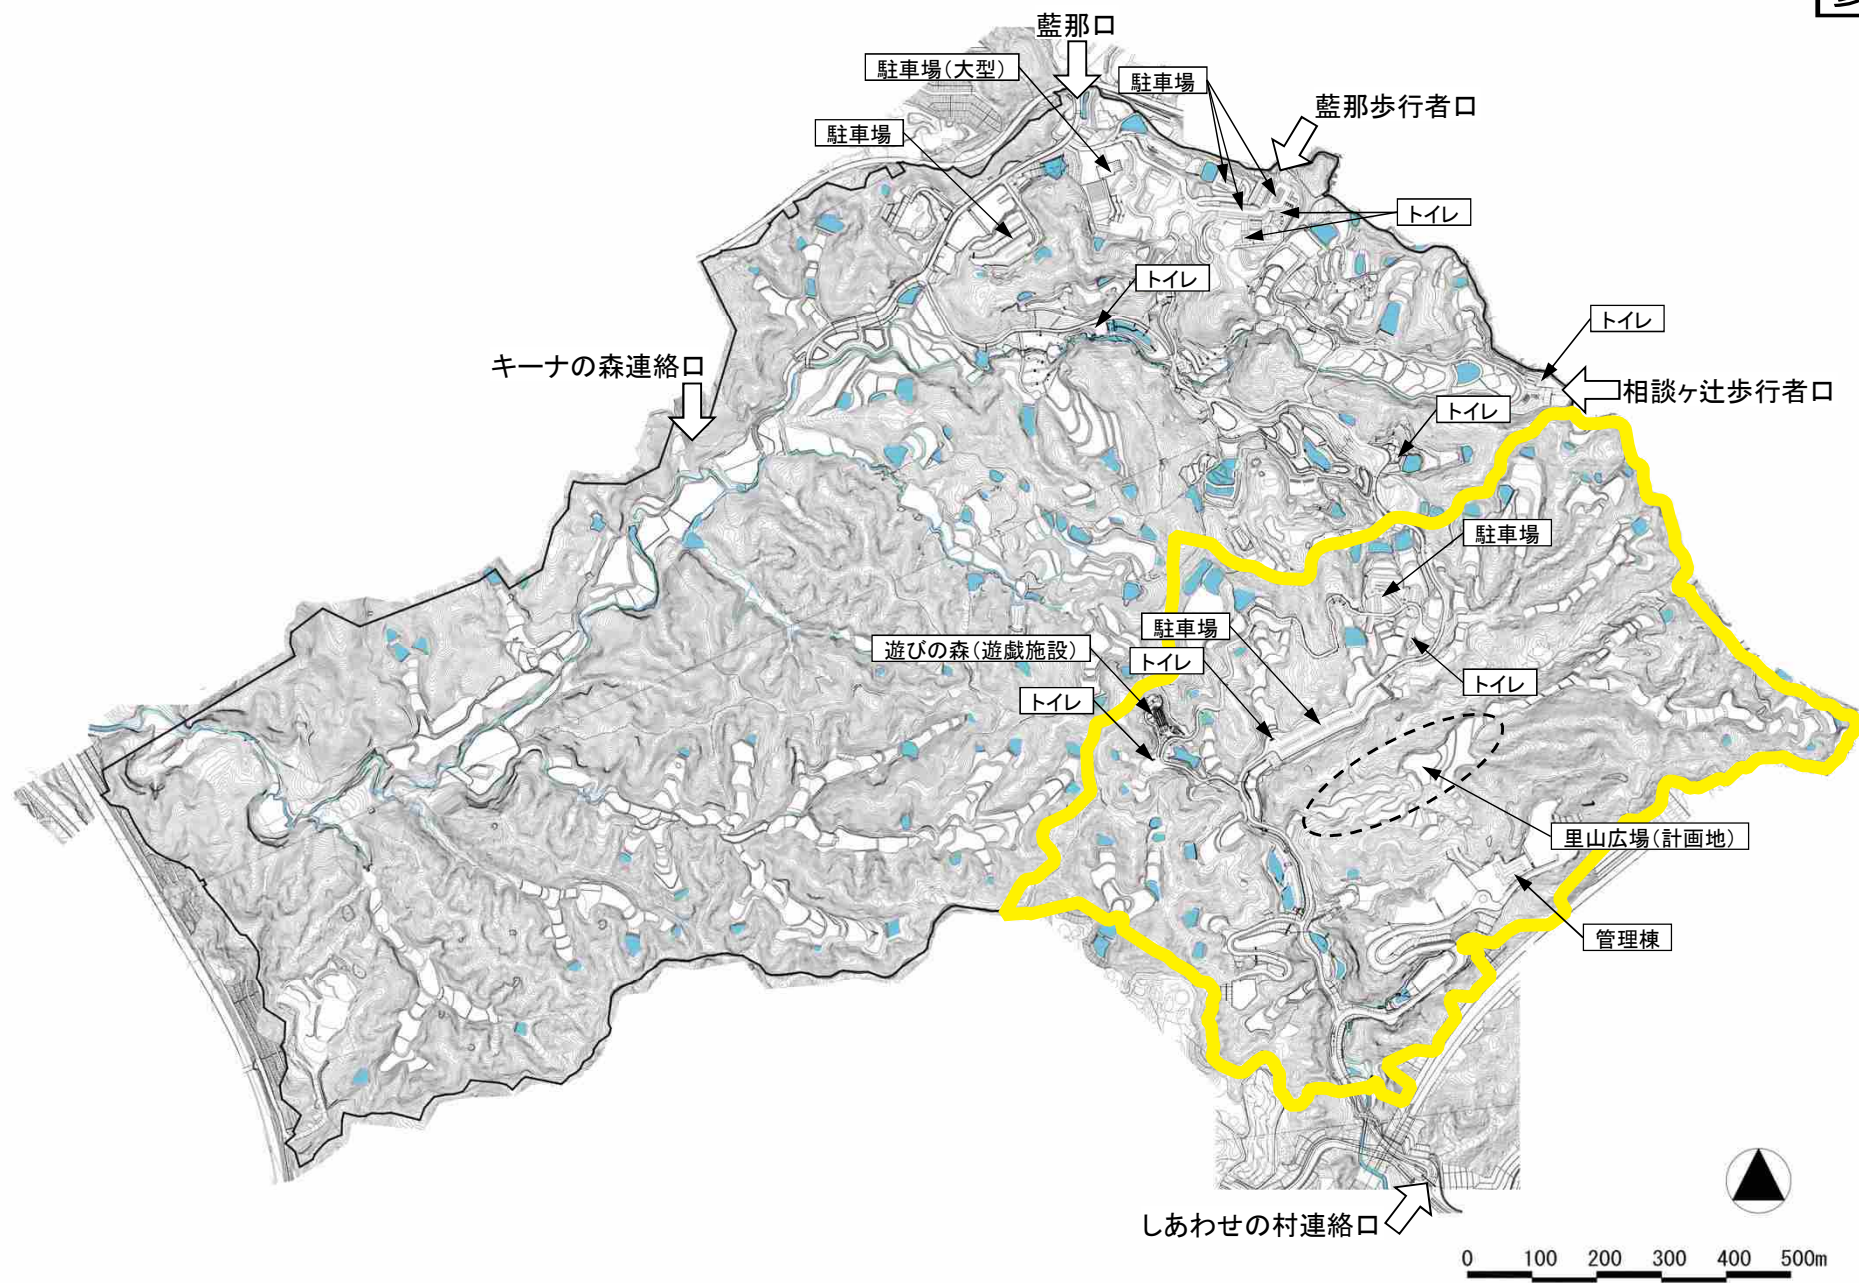 藍那口
駐車場(大型)
駐車場
藍那歩行者口
駐車場
トイレ
トイレ
トイレ
キーナの森連絡口
相談ヶ辻歩行者口
トイレ
駐車場
駐車場
遊びの森(遊戯施設)
トイレ
トイレ
トイレ
里山広場(計画地)
管理棟
しあわせの村連絡口
0 100 200 300 400 500m